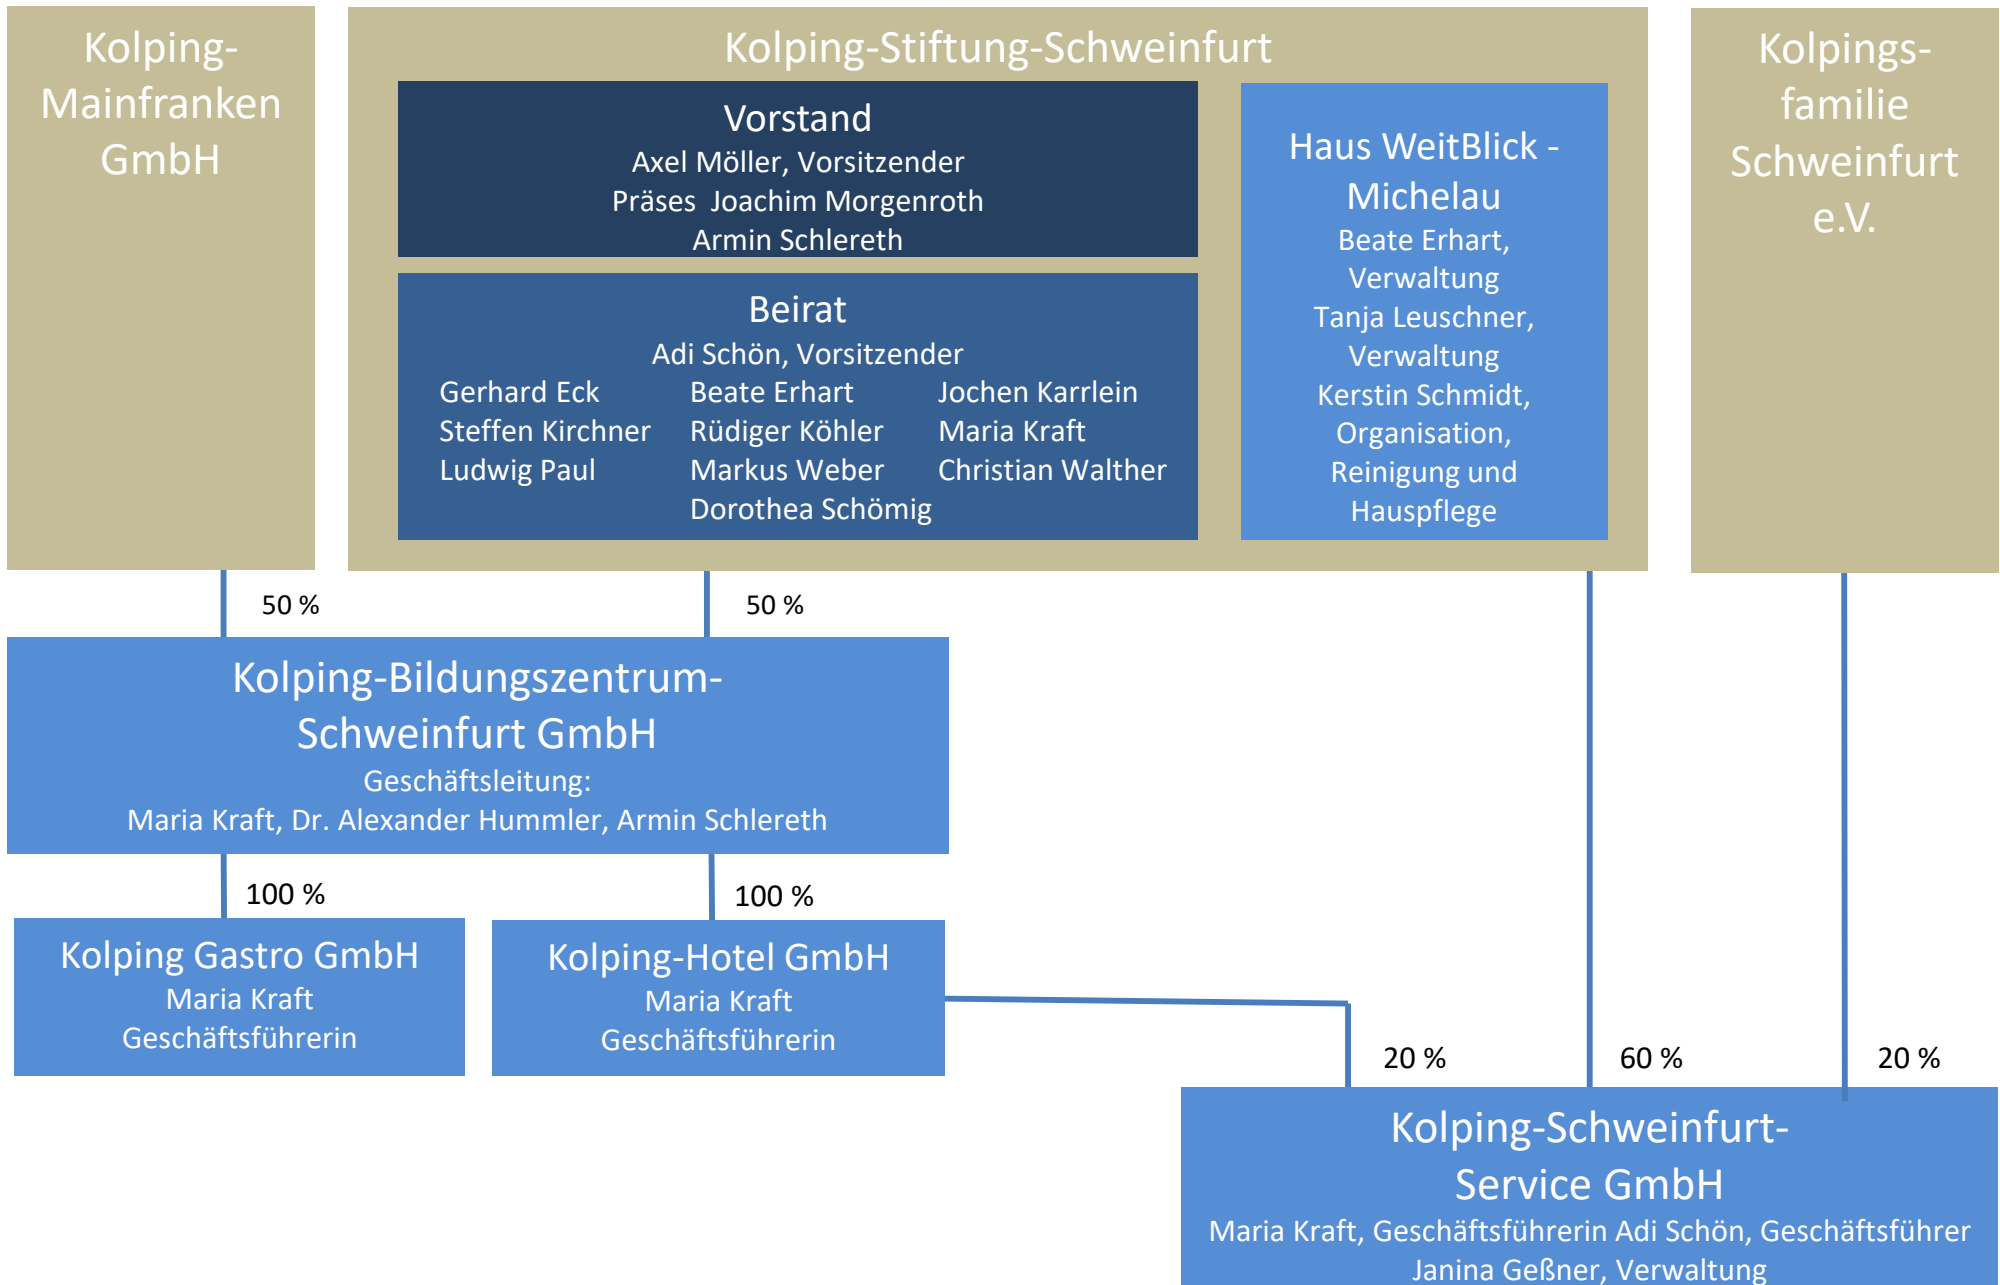 Kolping-
Mainfranken
GmbH
Kolping-Stiftung-Schweinfurt
Vorstand
Axel Möller, Vorsitzender
Präses  Joachim Morgenroth
Armin Schlereth
Beirat
Adi Schön, Vorsitzender
Gerhard Eck Beate Erhart Jochen Karrlein
Steffen Kirchner Rüdiger Köhler Maria Kraft
Ludwig Paul Markus Weber Christian Walther
Dorothea Schömig
Haus WeitBlick -
Michelau
Beate Erhart,
Verwaltung
Tanja Leuschner,
Verwaltung
Kerstin Schmidt,
Organisation,
Reinigung und
Hauspflege
Kolpings-
familie
Schweinfurt
e.V.
50 %
50 %
Kolping-Bildungszentrum-
Schweinfurt GmbH
Geschäftsleitung:
Maria Kraft, Dr. Alexander Hummler, Armin Schlereth
100 %
100 %
Kolping Gastro GmbH
Maria Kraft
Geschäftsführerin
Kolping-Hotel GmbH
Maria Kraft
Geschäftsführerin
20 %
60 %
20 %
Kolping-Schweinfurt-
Service GmbH
Maria Kraft, Geschäftsführerin Adi Schön, Geschäftsführer
Janina Geßner, Verwaltung